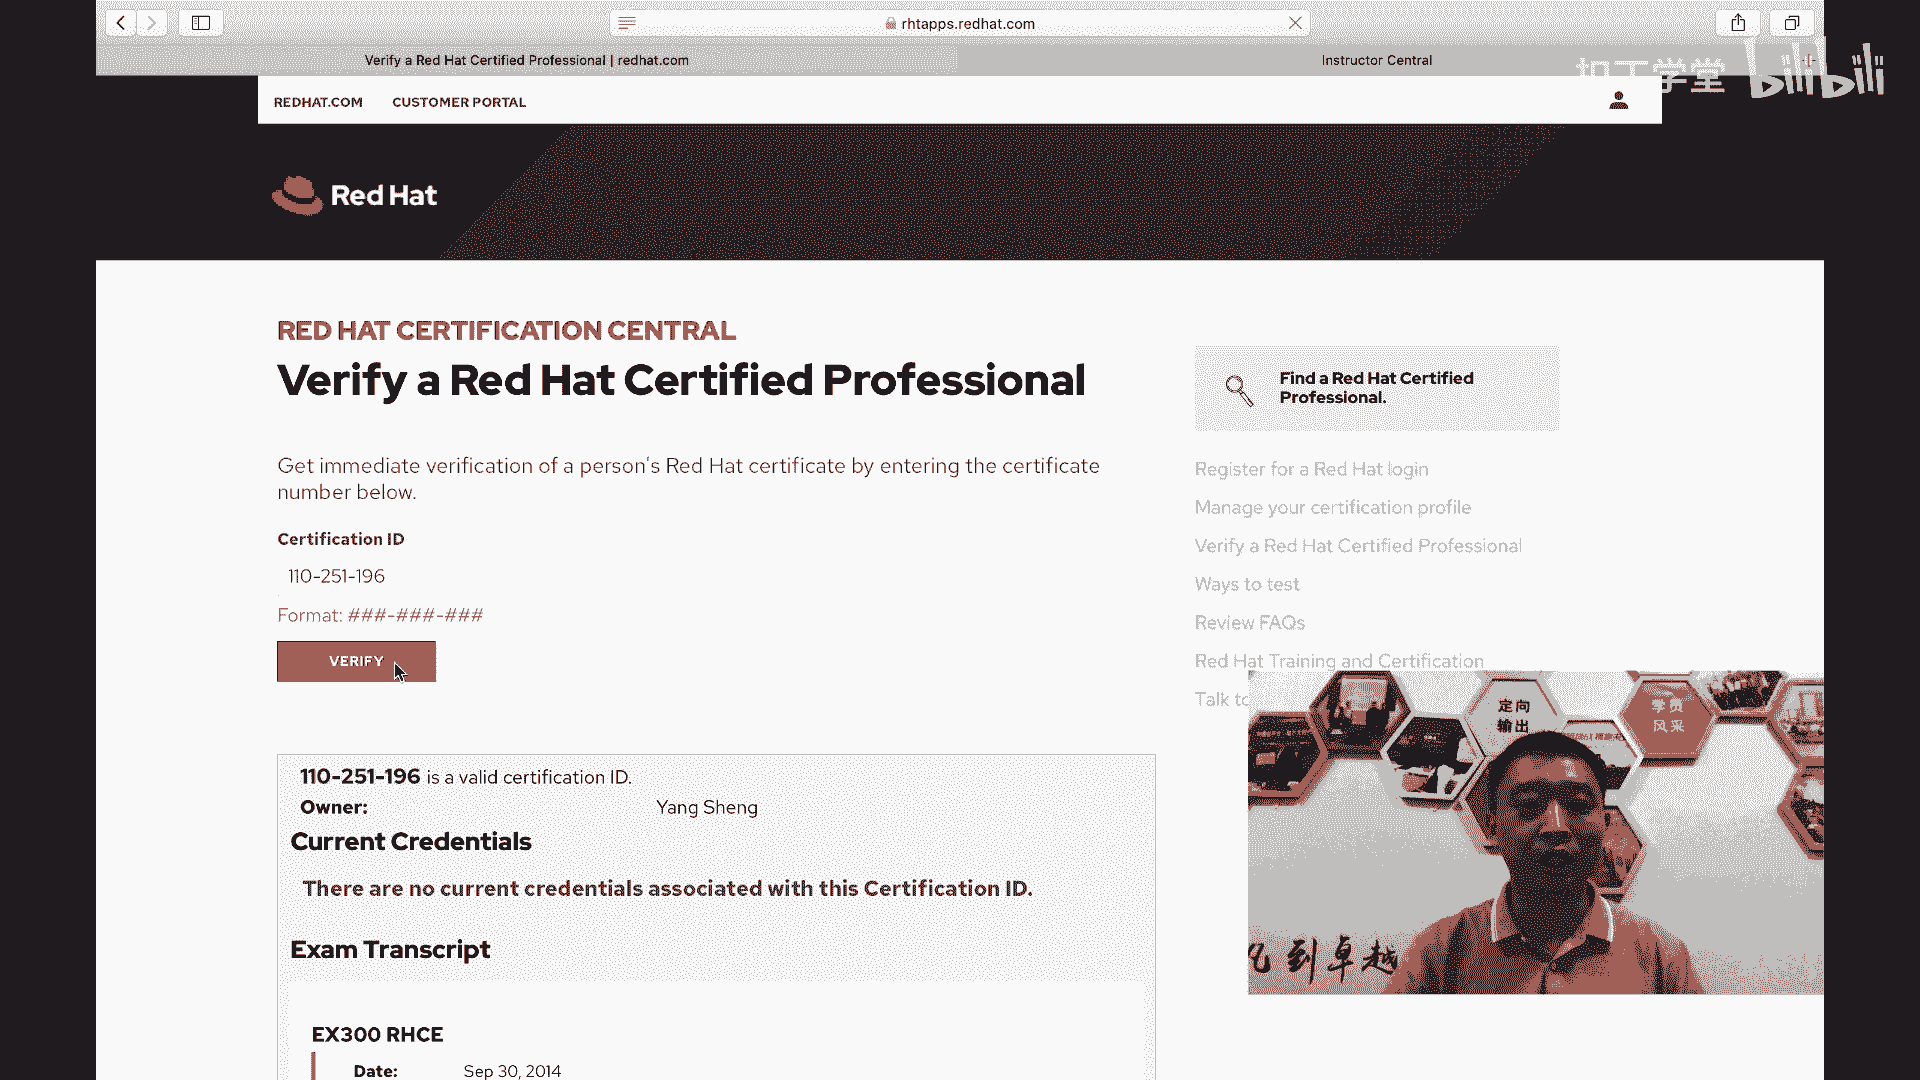 rhtapps.redhat.com
Verify a Red Hat Certified Professional | redhat.com
Instructor Central
学堂 bilibili
REDHAT.COM
CUSTOMER PORTAL
Red Hat
RED HAT CERTIFICATION CENTRAL
Verify a Red Hat Certified Professional
Get immediate verification of a person's Red Hat certificate by entering the certificate
number below.
Certification ID
110-251-196
Format: ###-###-###
VERIFY
110-251-196 is a valid certification ID.
Owner: Yang Sheng
Current Credentials
There are no current credentials associated with this Certification ID.
Exam Transcript
EX300 RHCE
Date: Sep 30, 2014
Find a Red Hat Certified
Professional.
Register for a Red Hat login
Manage your certification profile
Verify a Red Hat Certified Professional
Ways to test
Review FAQs
Red Hat Training and Certification
Talk to
定向
输出
学员
风采
到卓越